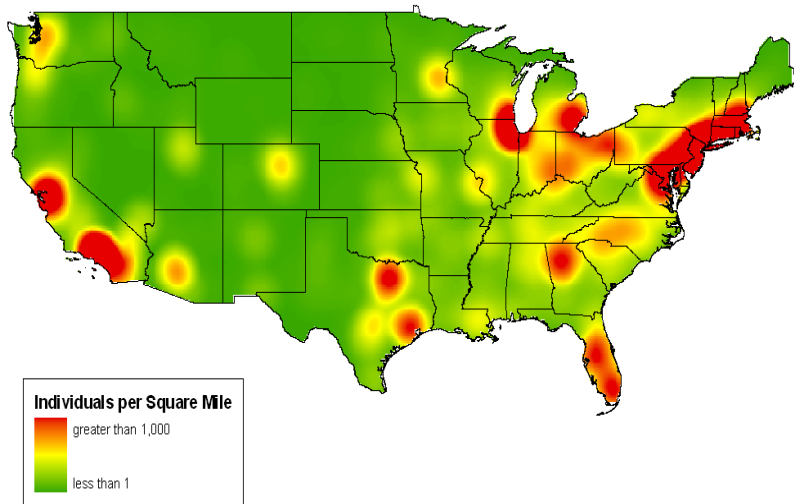 Individuals per Square Mile
greater than 1,000
less than 1